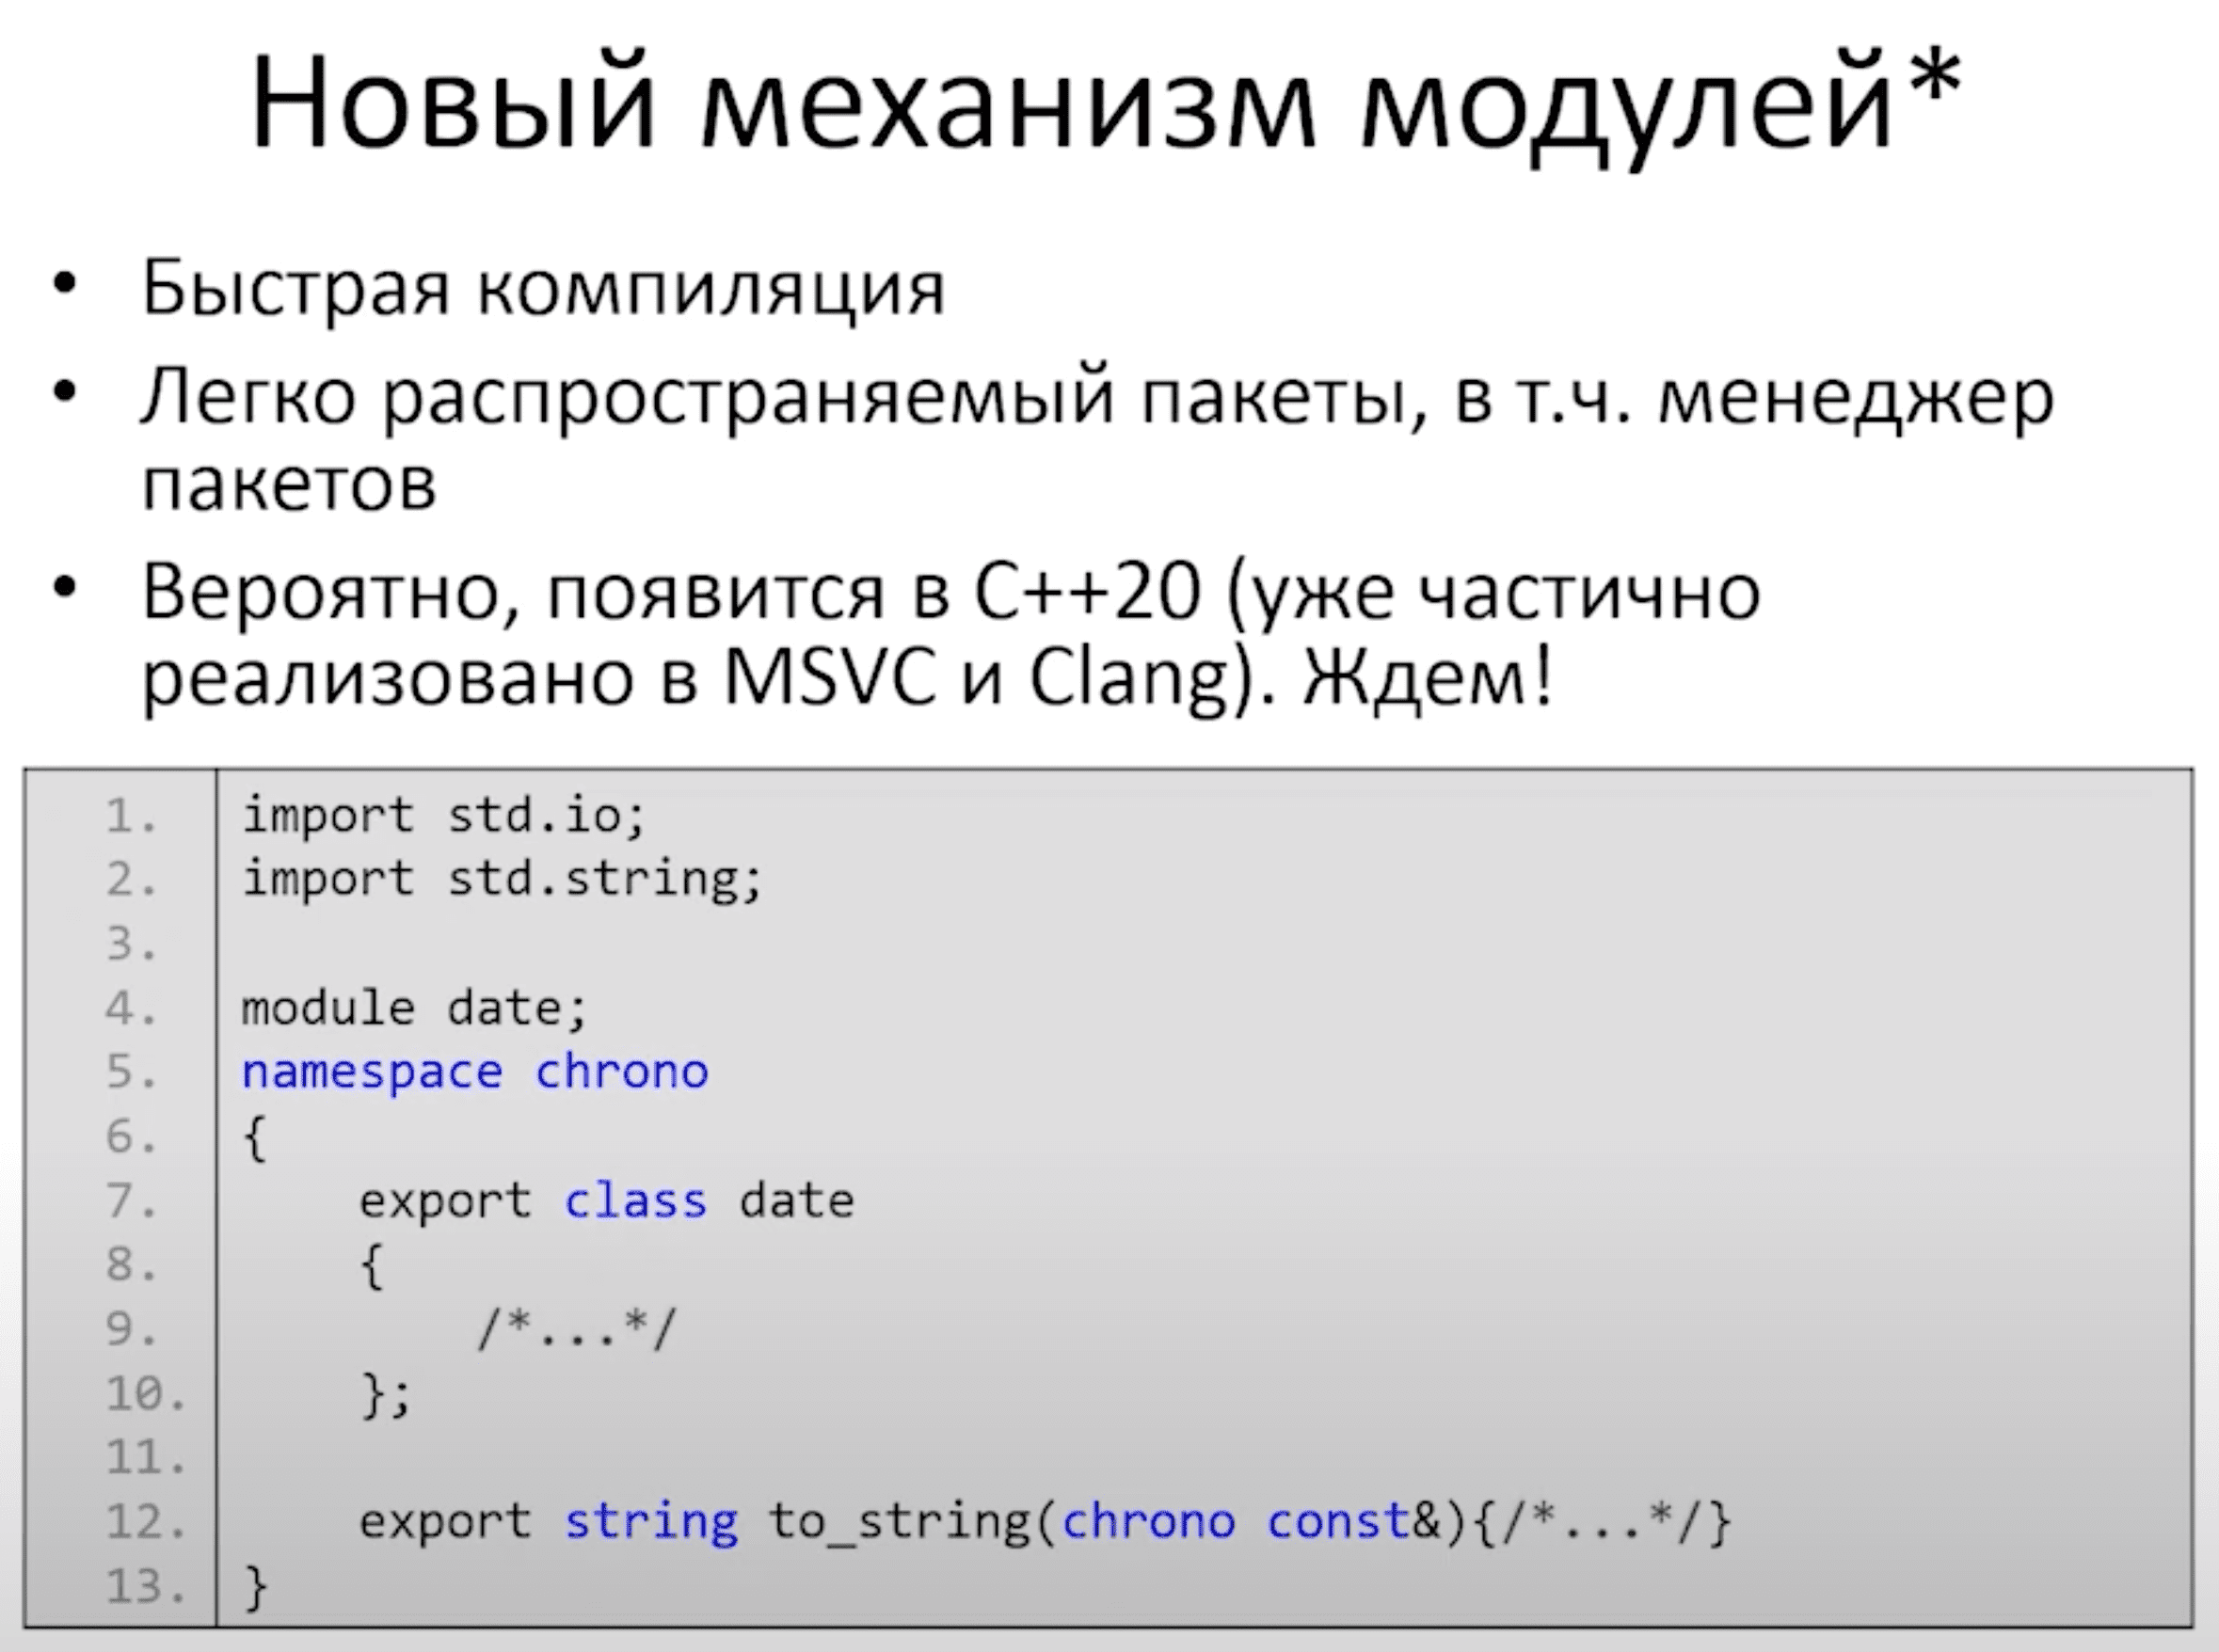 Новый механизм модулей*
• Быстрая компиляция
• Легко распространяемый пакеты, в т.ч. менеджер
пакетов
• Вероятно, появится в C++20 (уже частично
реализовано в MSVC и Clang). Ждем!
1. import std.io;
2. import std.string;
3.
4. module date;
5. namespace chrono
6. {
7.     export class date
8.     {
9.         /*...*/
10.     };
11.
12.     export string to_string(chrono const&){/*...*/}
13. }